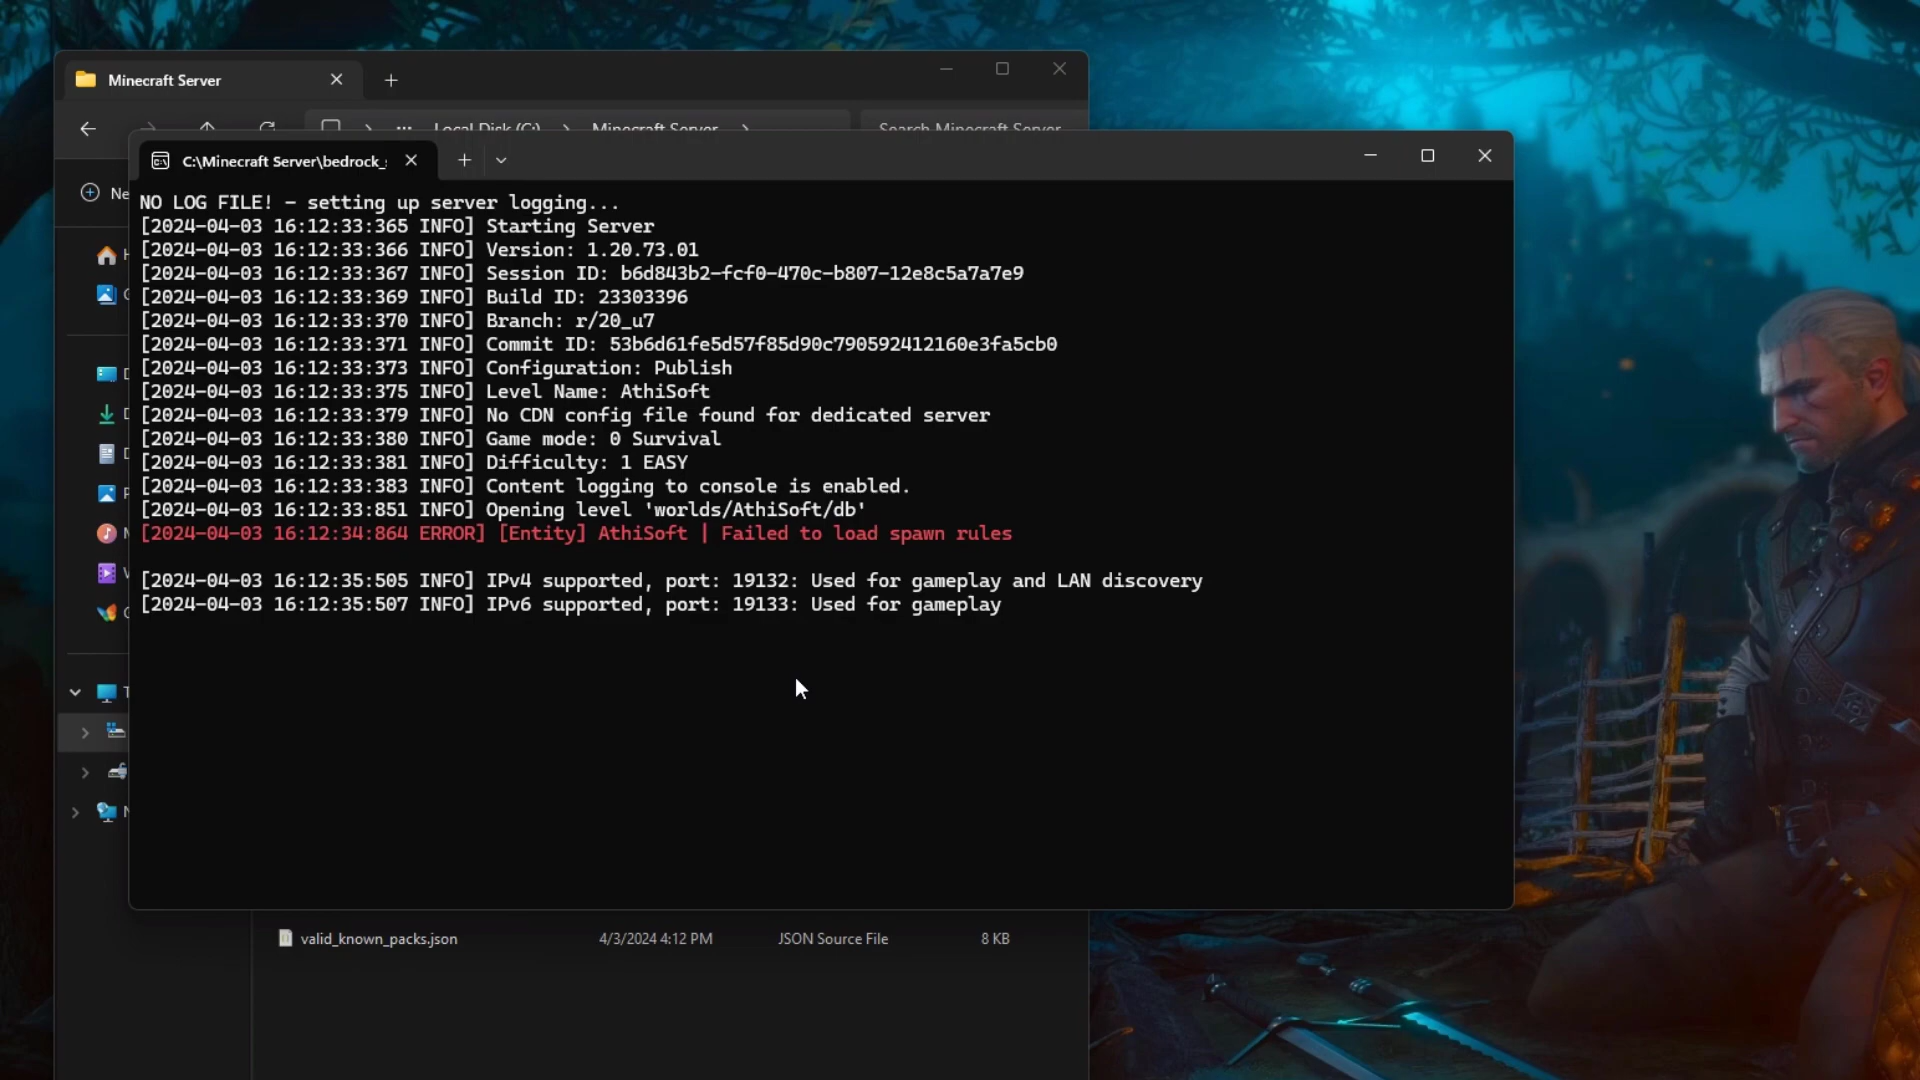 Minecraft Server
Local Disk (C:) Minecraft Server
Search Minecraft Server
C:\Minecraft Server\bedrock_
NO LOG FILE! - setting up server logging...
[2024-04-03 16:12:33:365 INFO] Starting Server
[2024-04-03 16:12:33:366 INFO] Version: 1.20.73.01
[2024-04-03 16:12:33:367 INFO] Session ID: b6d843b2-fcf0-470c-b807-12e8c5a7a7e9
[2024-04-03 16:12:33:369 INFO] Build ID: 23303396
[2024-04-03 16:12:33:370 INFO] Branch: r/20_u7
[2024-04-03 16:12:33:371 INFO] Commit ID: 53b6d61fe5d57f85d90c790592412160e3fa5cb0
[2024-04-03 16:12:33:373 INFO] Configuration: Publish
[2024-04-03 16:12:33:375 INFO] Level Name: AthiSoft
[2024-04-03 16:12:33:379 INFO] No CDN config file found for dedicated server
[2024-04-03 16:12:33:380 INFO] Game mode: 0 Survival
[2024-04-03 16:12:33:381 INFO] Difficulty: 1 EASY
[2024-04-03 16:12:33:383 INFO] Content logging to console is enabled.
[2024-04-03 16:12:33:851 INFO] Opening level 'worlds/AthiSoft/db'
[2024-04-03 16:12:34:864 ERROR] [Entity] AthiSoft | Failed to load spawn rules
[2024-04-03 16:12:35:505 INFO] IPv4 supported, port: 19132: Used for gameplay and LAN discovery
[2024-04-03 16:12:35:507 INFO] IPv6 supported, port: 19133: Used for gameplay
valid_known_packs.json 4/3/2024 4:12 PM JSON Source File 8 KB